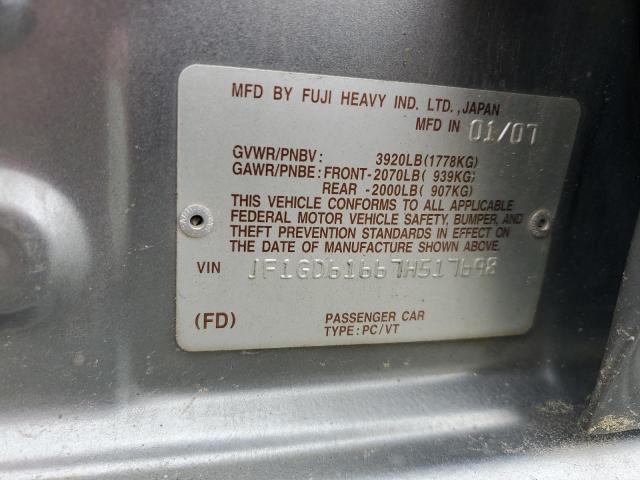 MFD BY FUJI HEAVY IND. LTD.,JAPAN
MFD IN 01/07
GVWR/PNBV: 3920LB(1778KG)
GAWR/PNBE:FRONT-2070LB( 939KG)
REAR -2000LB( 907KG)
THIS VEHICLE CONFORMS TO ALL APPLICABLE
FEDERAL MOTOR VEHICLE SAFETY, BUMPER, AND
THEFT PREVENTION STANDARDS IN EFFECT ON
THE DATE OF MANUFACTURE SHOWN ABOVE.
VIN JF1GD61667H517698
(FD) PASSENGER CAR
TYPE:PC/VT